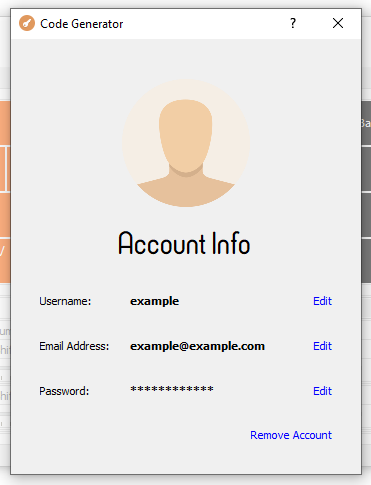 Code Generator
?
Account Info
Username: example Edit
Email Address: example@example.com Edit
Password: ************ Edit
Remove Account